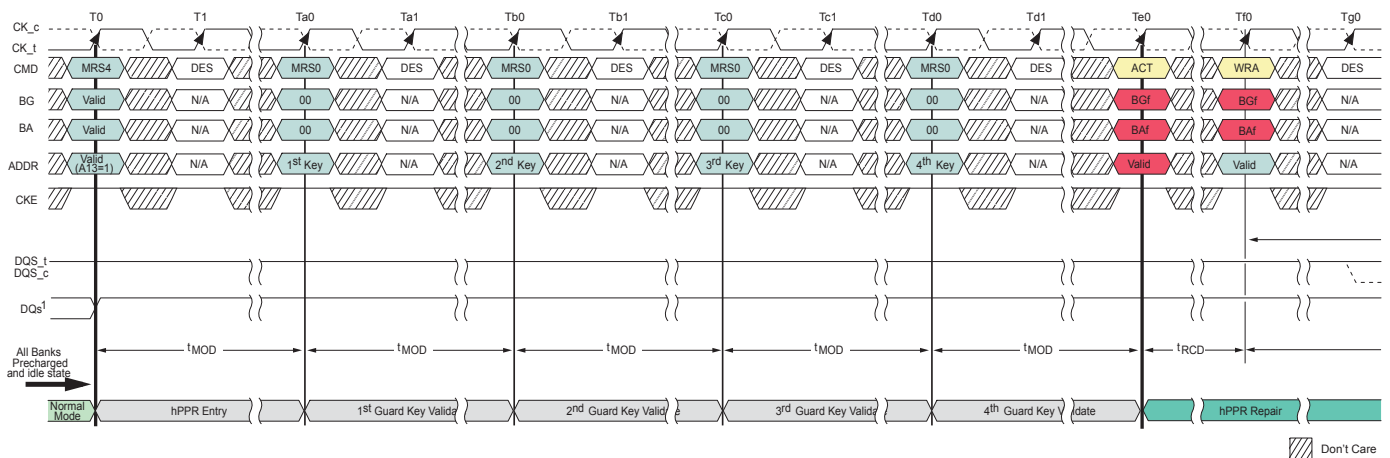 T0 T1 Ta0 Ta1 Tb0 Tb1 Tc0 Tc1 Td0 Td1 Te0 Tf0 Tg0
CK_c
CK_t
CMD MRS4 DES MRS0 DES MRS0 DES MRS0 DES MRS0 DES ACT WRA DES
BG Valid N/A 00 N/A 00 N/A 00 N/A 00 N/A BGf BGf N/A
BA Valid N/A 00 N/A 00 N/A 00 N/A 00 N/A BAf BAf N/A
ADDR Valid (A13=1) N/A 1st Key N/A 2nd Key N/A 3rd Key N/A 4th Key N/A Valid Valid N/A
CKE
DQS_t
DQS_c
DQs1
tMOD tMOD tMOD tMOD tMOD tRCD
All Banks
Precharged
and idle state
Normal Mode hPPR Entry 1st Guard Key Valida 2nd Guard Key Valid e 3rd Guard Key Valida 4th Guard Key V date hPPR Repair
Don't Care